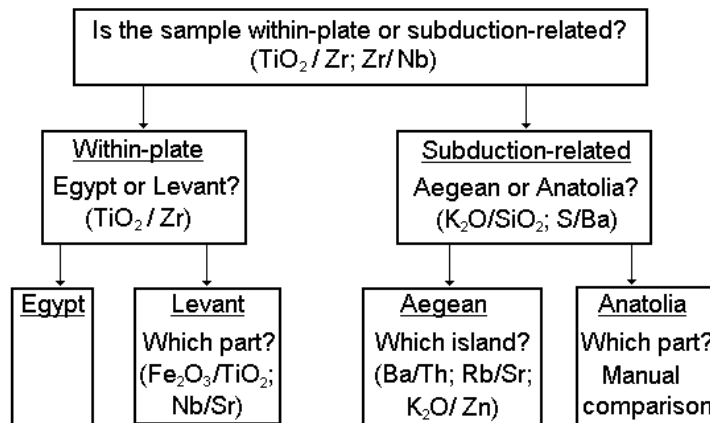 Is the sample within-plate or subduction-related?
(TiO₂ / Zr; Zr/ Nb)
Within-plate
Egypt or Levant?
(TiO₂ / Zr)
Subduction-related
Aegean or Anatolia?
(K₂O/SiO₂; S/Ba)
Egypt
Levant
Which part?
(Fe₂O₃/TiO₂;
Nb/Sr)
Aegean
Which island?
(Ba/Th; Rb/Sr;
K₂O/ Zn)
Anatolia
Which part?
Manual
comparison